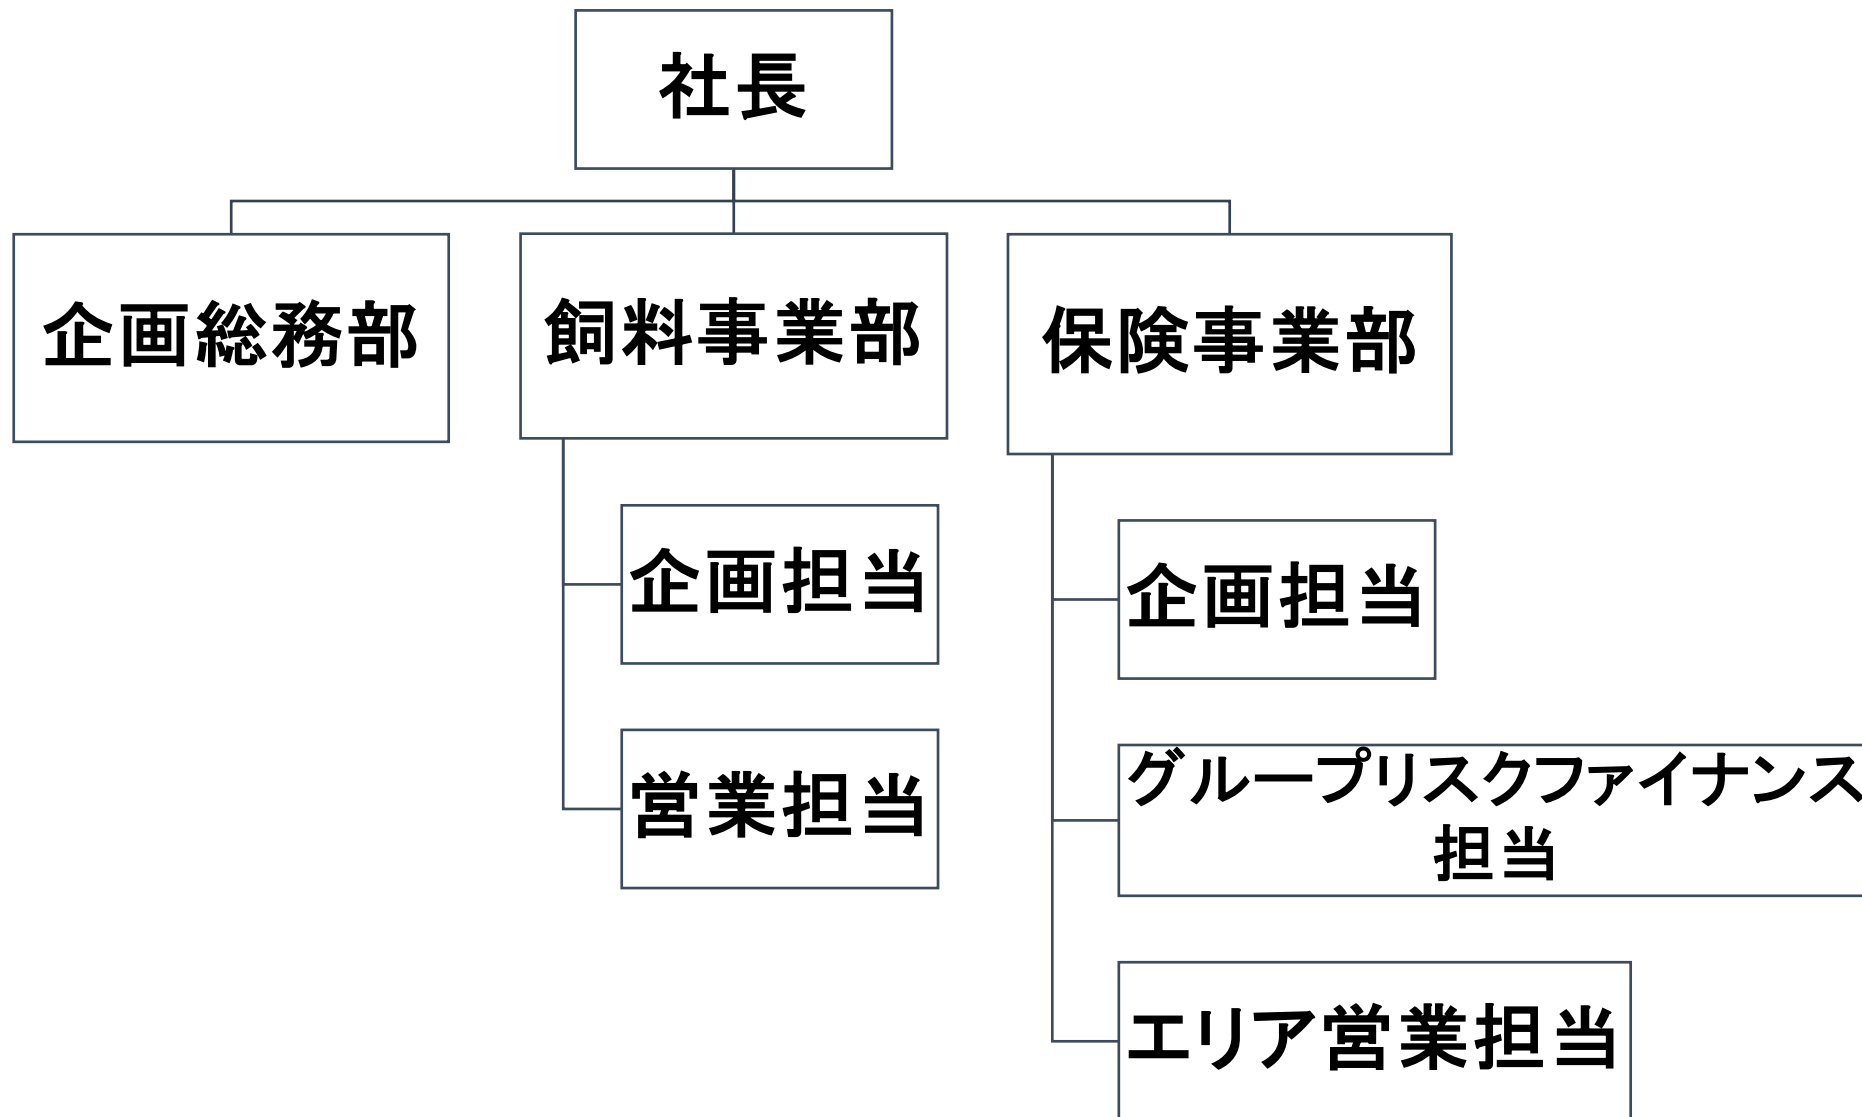 社長
企画総務部
飼料事業部
保険事業部
企画担当
営業担当
企画担当
グループリスクファイナンス
担当
エリア営業担当